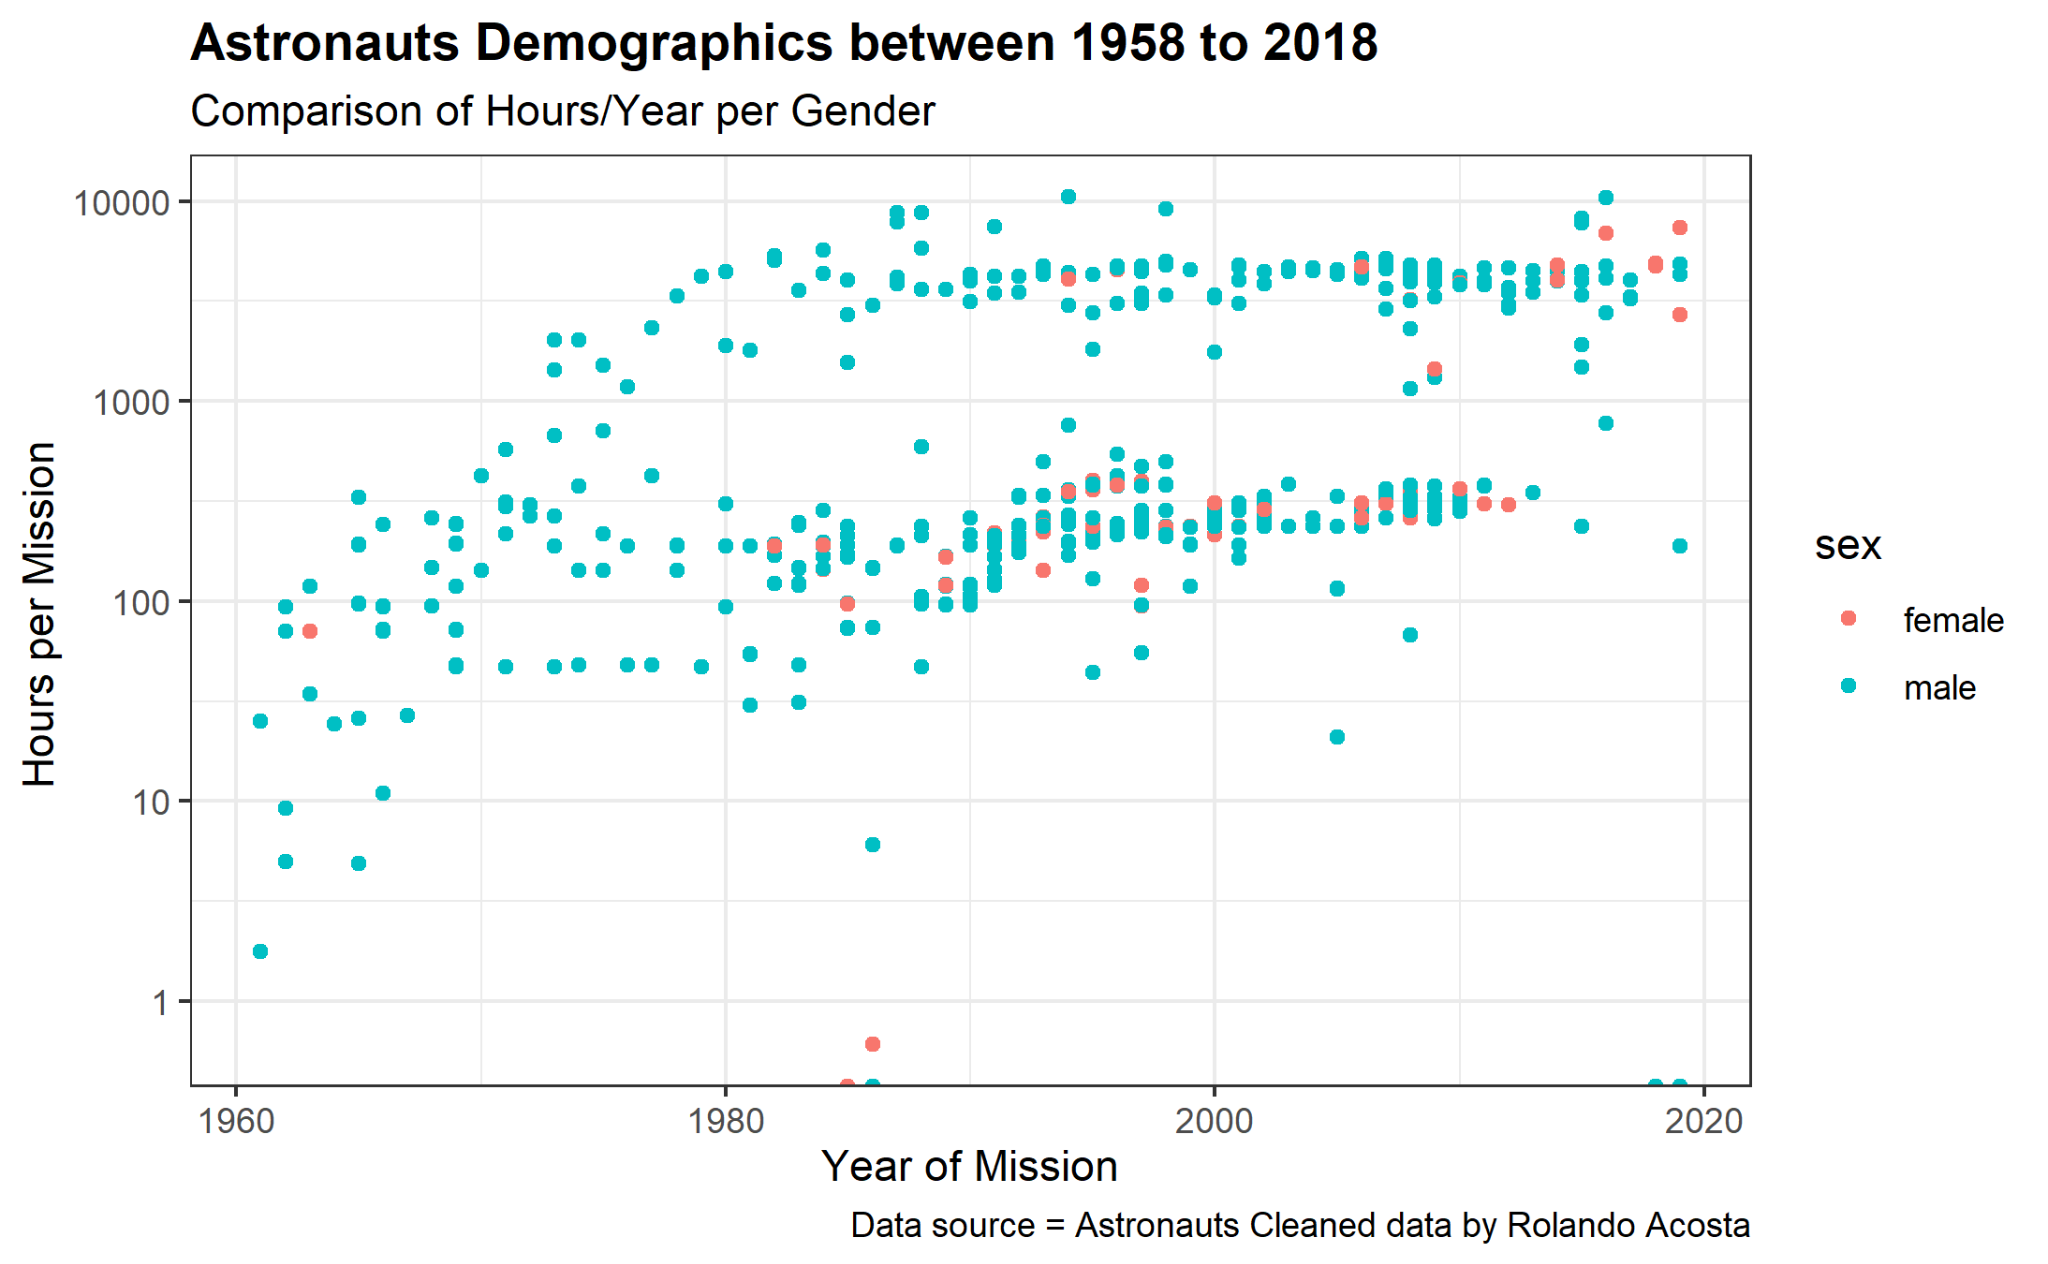 Astronauts Demographics between 1958 to 2018
Comparison of Hours/Year per Gender
10000
1000
100
10
1
Hours per Mission
1960
1980
2000
2020
Year of Mission
sex
female
male
Data source = Astronauts Cleaned data by Rolando Acosta